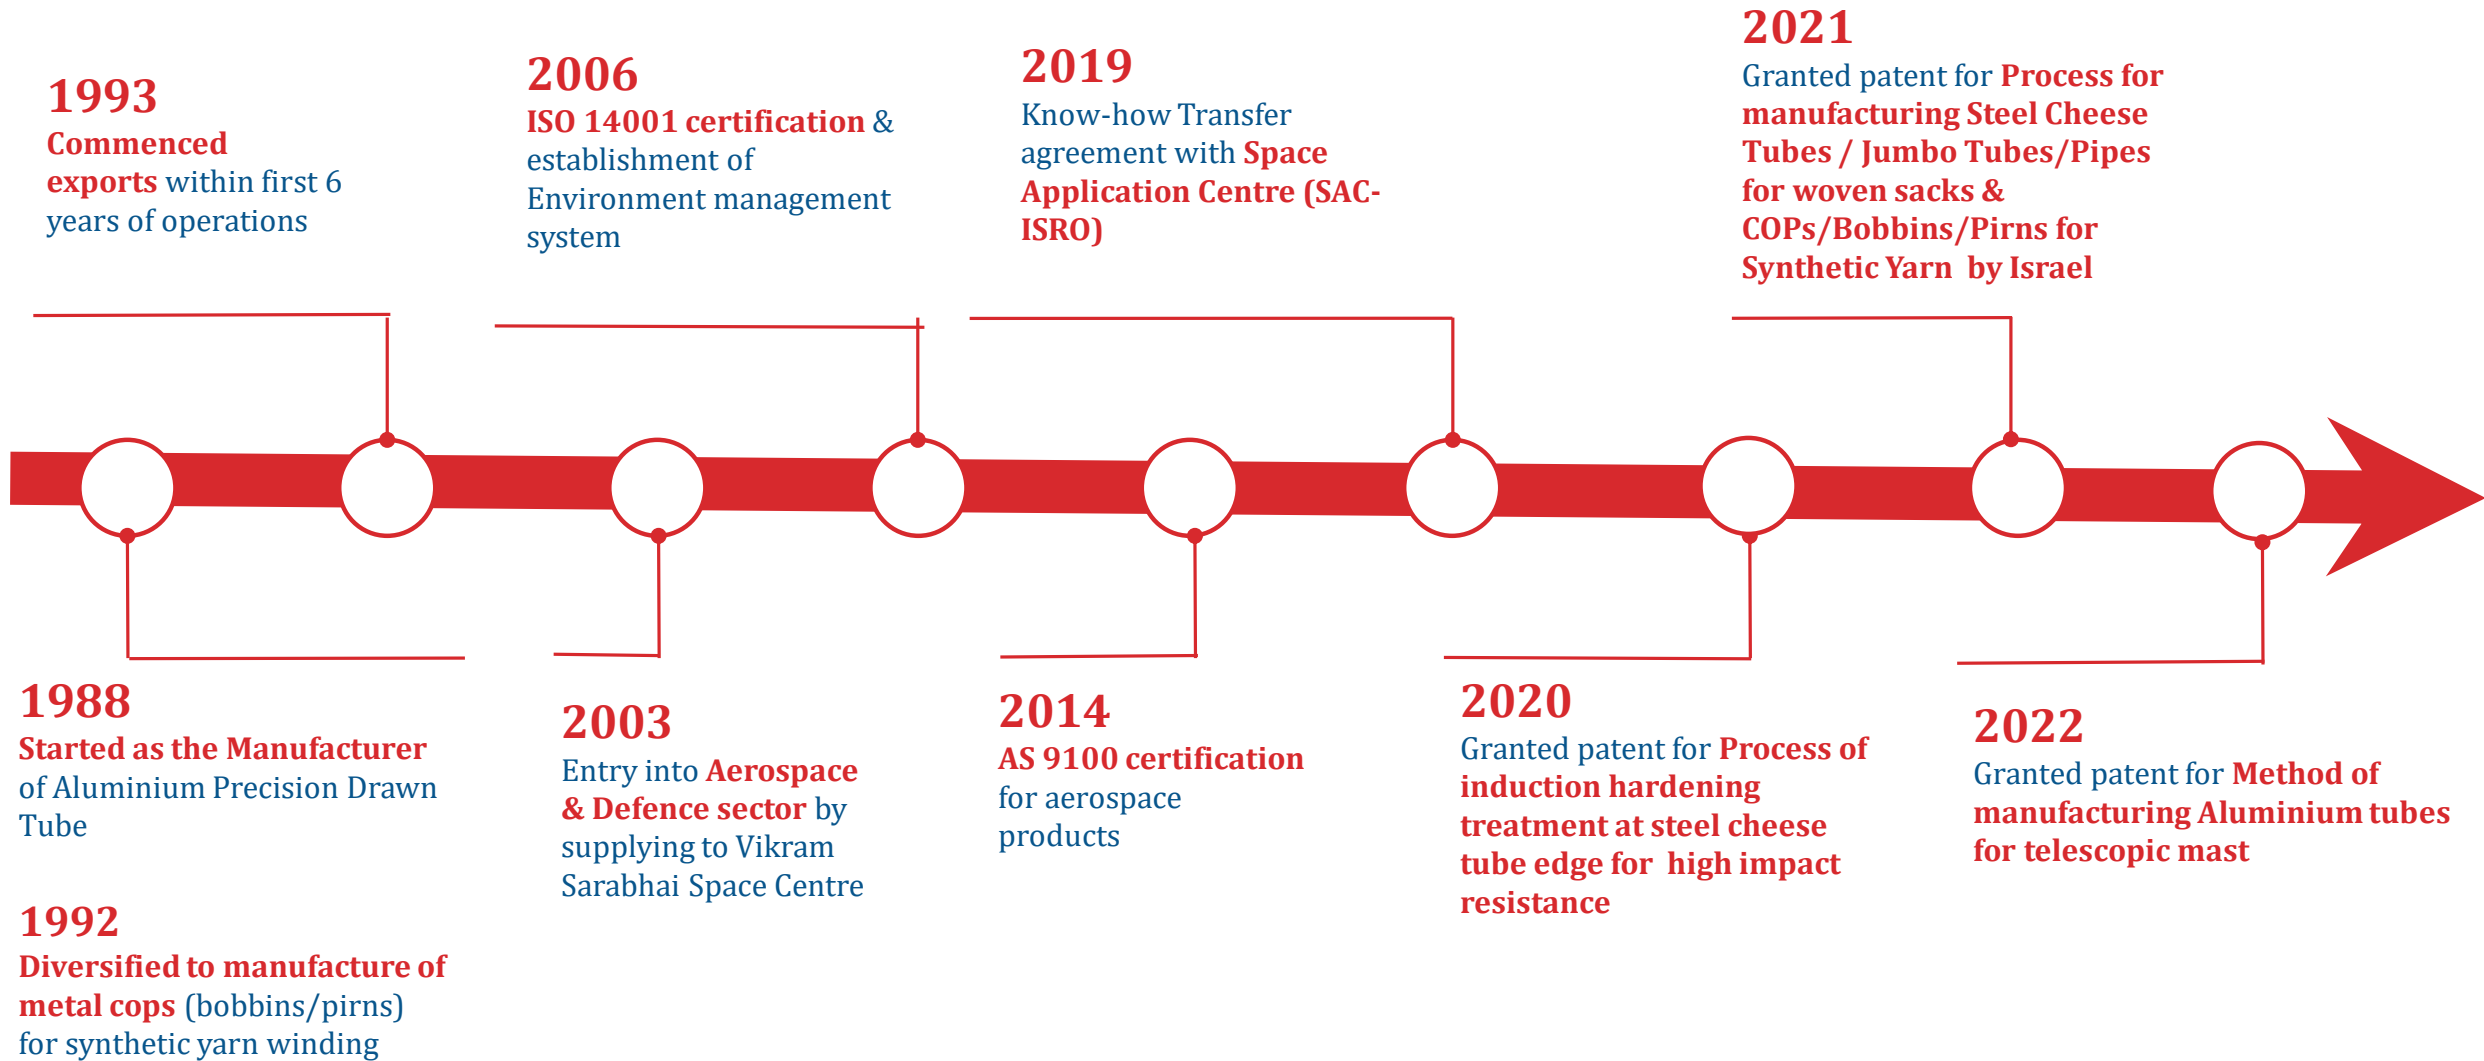 1993
Commenced
exports within first 6
years of operations
2006
ISO 14001 certification &
establishment of
Environment management
system
2019
Know-how Transfer
agreement with Space
Application Centre (SAC-
ISRO)
2021
Granted patent for Process for
manufacturing Steel Cheese
Tubes / Jumbo Tubes/Pipes
for woven sacks &
COPs/Bobbins/Pirns for
Synthetic Yarn by Israel
1988
Started as the Manufacturer
of Aluminium Precision Drawn
Tube
1992
Diversified to manufacture of
metal cops (bobbins/pirns)
for synthetic yarn winding
2003
Entry into Aerospace
& Defence sector by
supplying to Vikram
Sarabhai Space Centre
2014
AS 9100 certification
for aerospace
products
2020
Granted patent for Process of
induction hardening
treatment at steel cheese
tube edge for high impact
resistance
2022
Granted patent for Method of
manufacturing Aluminium tubes
for telescopic mast